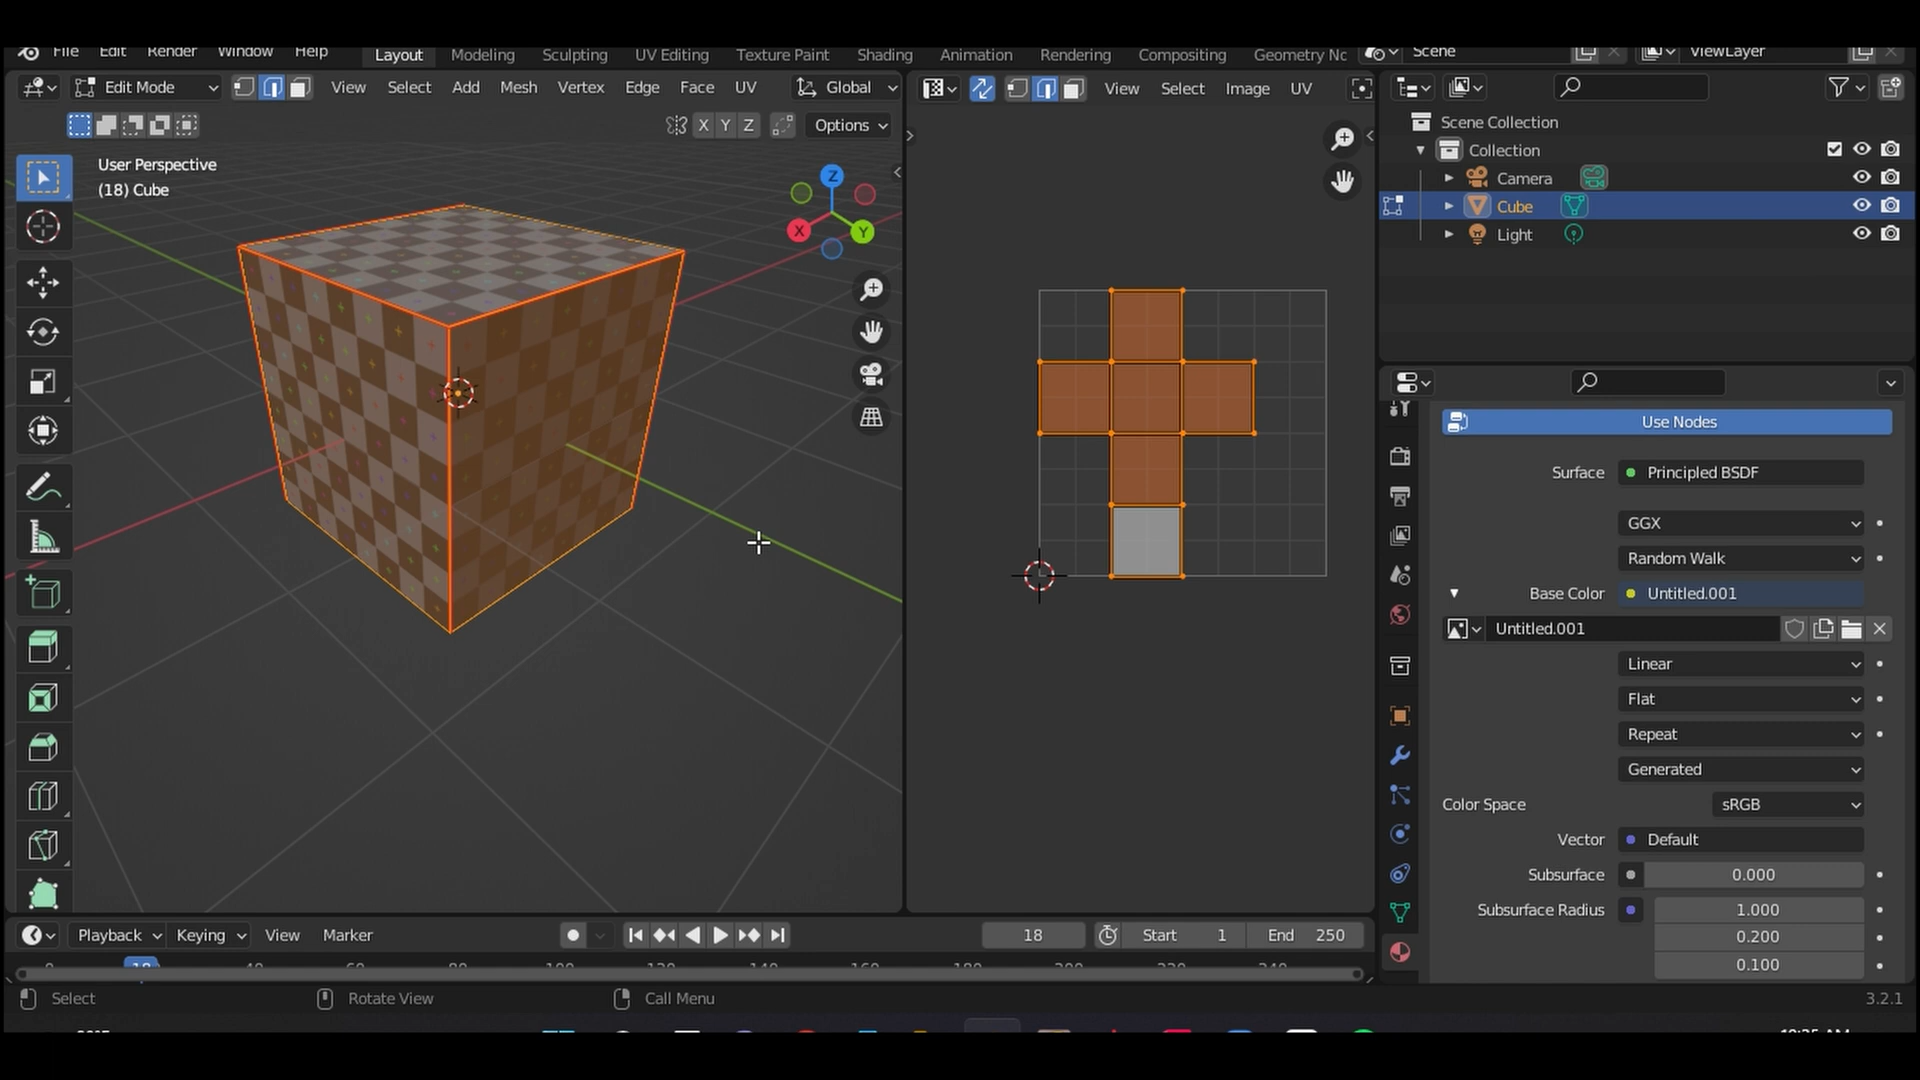 File Edit Render Window Help Layout Modeling Sculpting UV Editing Texture Paint Shading Animation Rendering Compositing Geometry Nc Scene ViewLayer
Edit Mode View Select Add Mesh Vertex Edge Face UV Global View Select Image UV
X Y Z Options
User Perspective
(18) Cube
Z
X
Y
Scene Collection
Collection
Camera
Cube
Light
Use Nodes
Surface Principled BSDF
GGX
Random Walk
Base Color Untitled.001
Untitled.001
Linear
Flat
Repeat
Generated
Color Space sRGB
Vector Default
Subsurface 0.000
Subsurface Radius 1.000
0.200
0.100
Playback Keying View Marker 18 Start 1 End 250
Select Rotate View Call Menu 3.2.1